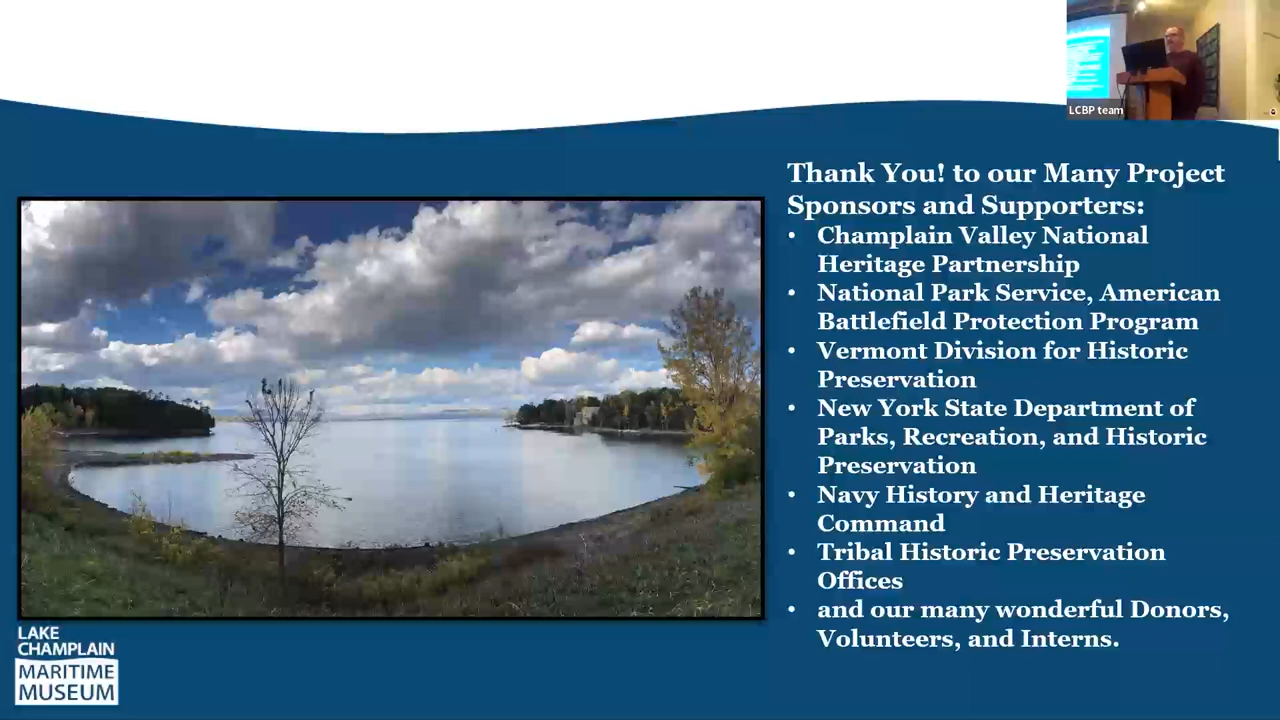 LCBP team
Thank You! to our Many Project
Sponsors and Supporters:
• Champlain Valley National
Heritage Partnership
• National Park Service, American
Battlefield Protection Program
• Vermont Division for Historic
Preservation
• New York State Department of
Parks, Recreation, and Historic
Preservation
• Navy History and Heritage
Command
• Tribal Historic Preservation
Offices
• and our many wonderful Donors,
Volunteers, and Interns.
LAKE
CHAMPLAIN
MARITIME
MUSEUM